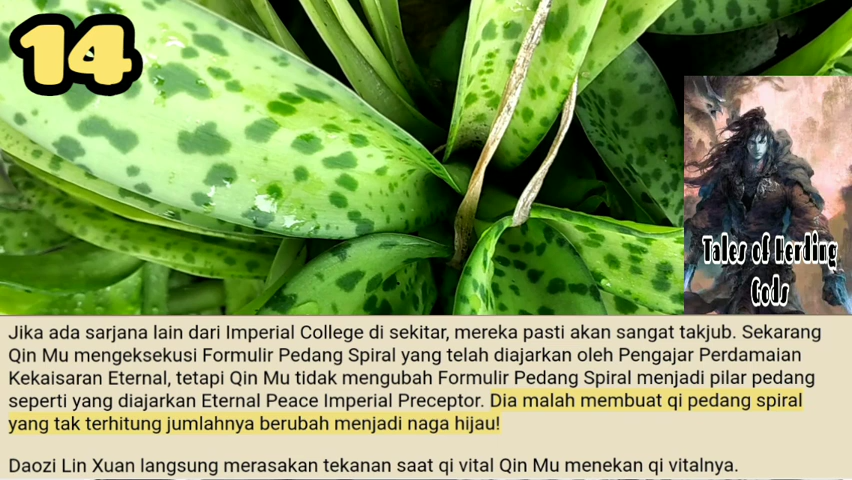 14
Tales of Herding
Gods
Jika ada sarjana lain dari Imperial College di sekitar, mereka pasti akan sangat takjub. Sekarang
Qin Mu mengeksekusi Formulir Pedang Spiral yang telah diajarkan oleh Pengajar Perdamaian
Kekaisaran Eternal, tetapi Qin Mu tidak mengubah Formulir Pedang Spiral menjadi pilar pedang
seperti yang diajarkan Eternal Peace Imperial Preceptor. Dia malah membuat qi pedang spiral
yang tak terhitung jumlahnya berubah menjadi naga hijau!
Daozi Lin Xuan langsung merasakan tekanan saat qi vital Qin Mu menekan qi vitalnya.